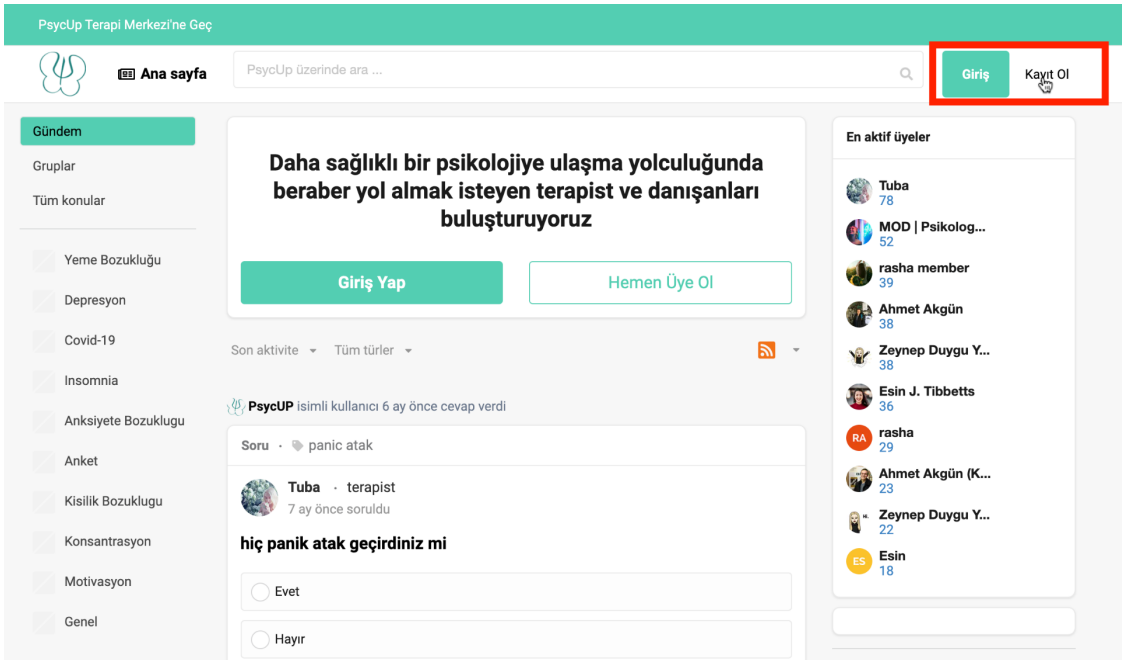 PsycUp Terapi Merkezi'ne Geç
Ana sayfa
PsycUp üzerinde ara ...
Giriş
Kayıt Ol
Gündem
Gruplar
Tüm konular
Yeme Bozukluğu
Depresyon
Covid-19
Insomnia
Anksiyete Bozuklugu
Anket
Kisilik Bozuklugu
Konsantrasyon
Motivasyon
Genel
Daha sağlıklı bir psikolojiye ulaşma yolculuğunda
beraber yol almak isteyen terapist ve danışanları
buluşturuyoruz
Giriş Yap
Hemen Üye Ol
Son aktivite
Tüm türler
PsycUP isimli kullanıcı 6 ay önce cevap verdi
Soru · panic atak
Tuba · terapist
7 ay önce soruldu
hiç panik atak geçirdiniz mi
Evet
Hayır
En aktif üyeler
Tuba
78
MOD | Psikolog...
52
rasha member
39
Ahmet Akgün
38
Zeynep Duygu Y...
38
Esin J. Tibbetts
36
RA
rasha
29
Ahmet Akgün (K...
23
Zeynep Duygu Y...
22
ES
Esin
18